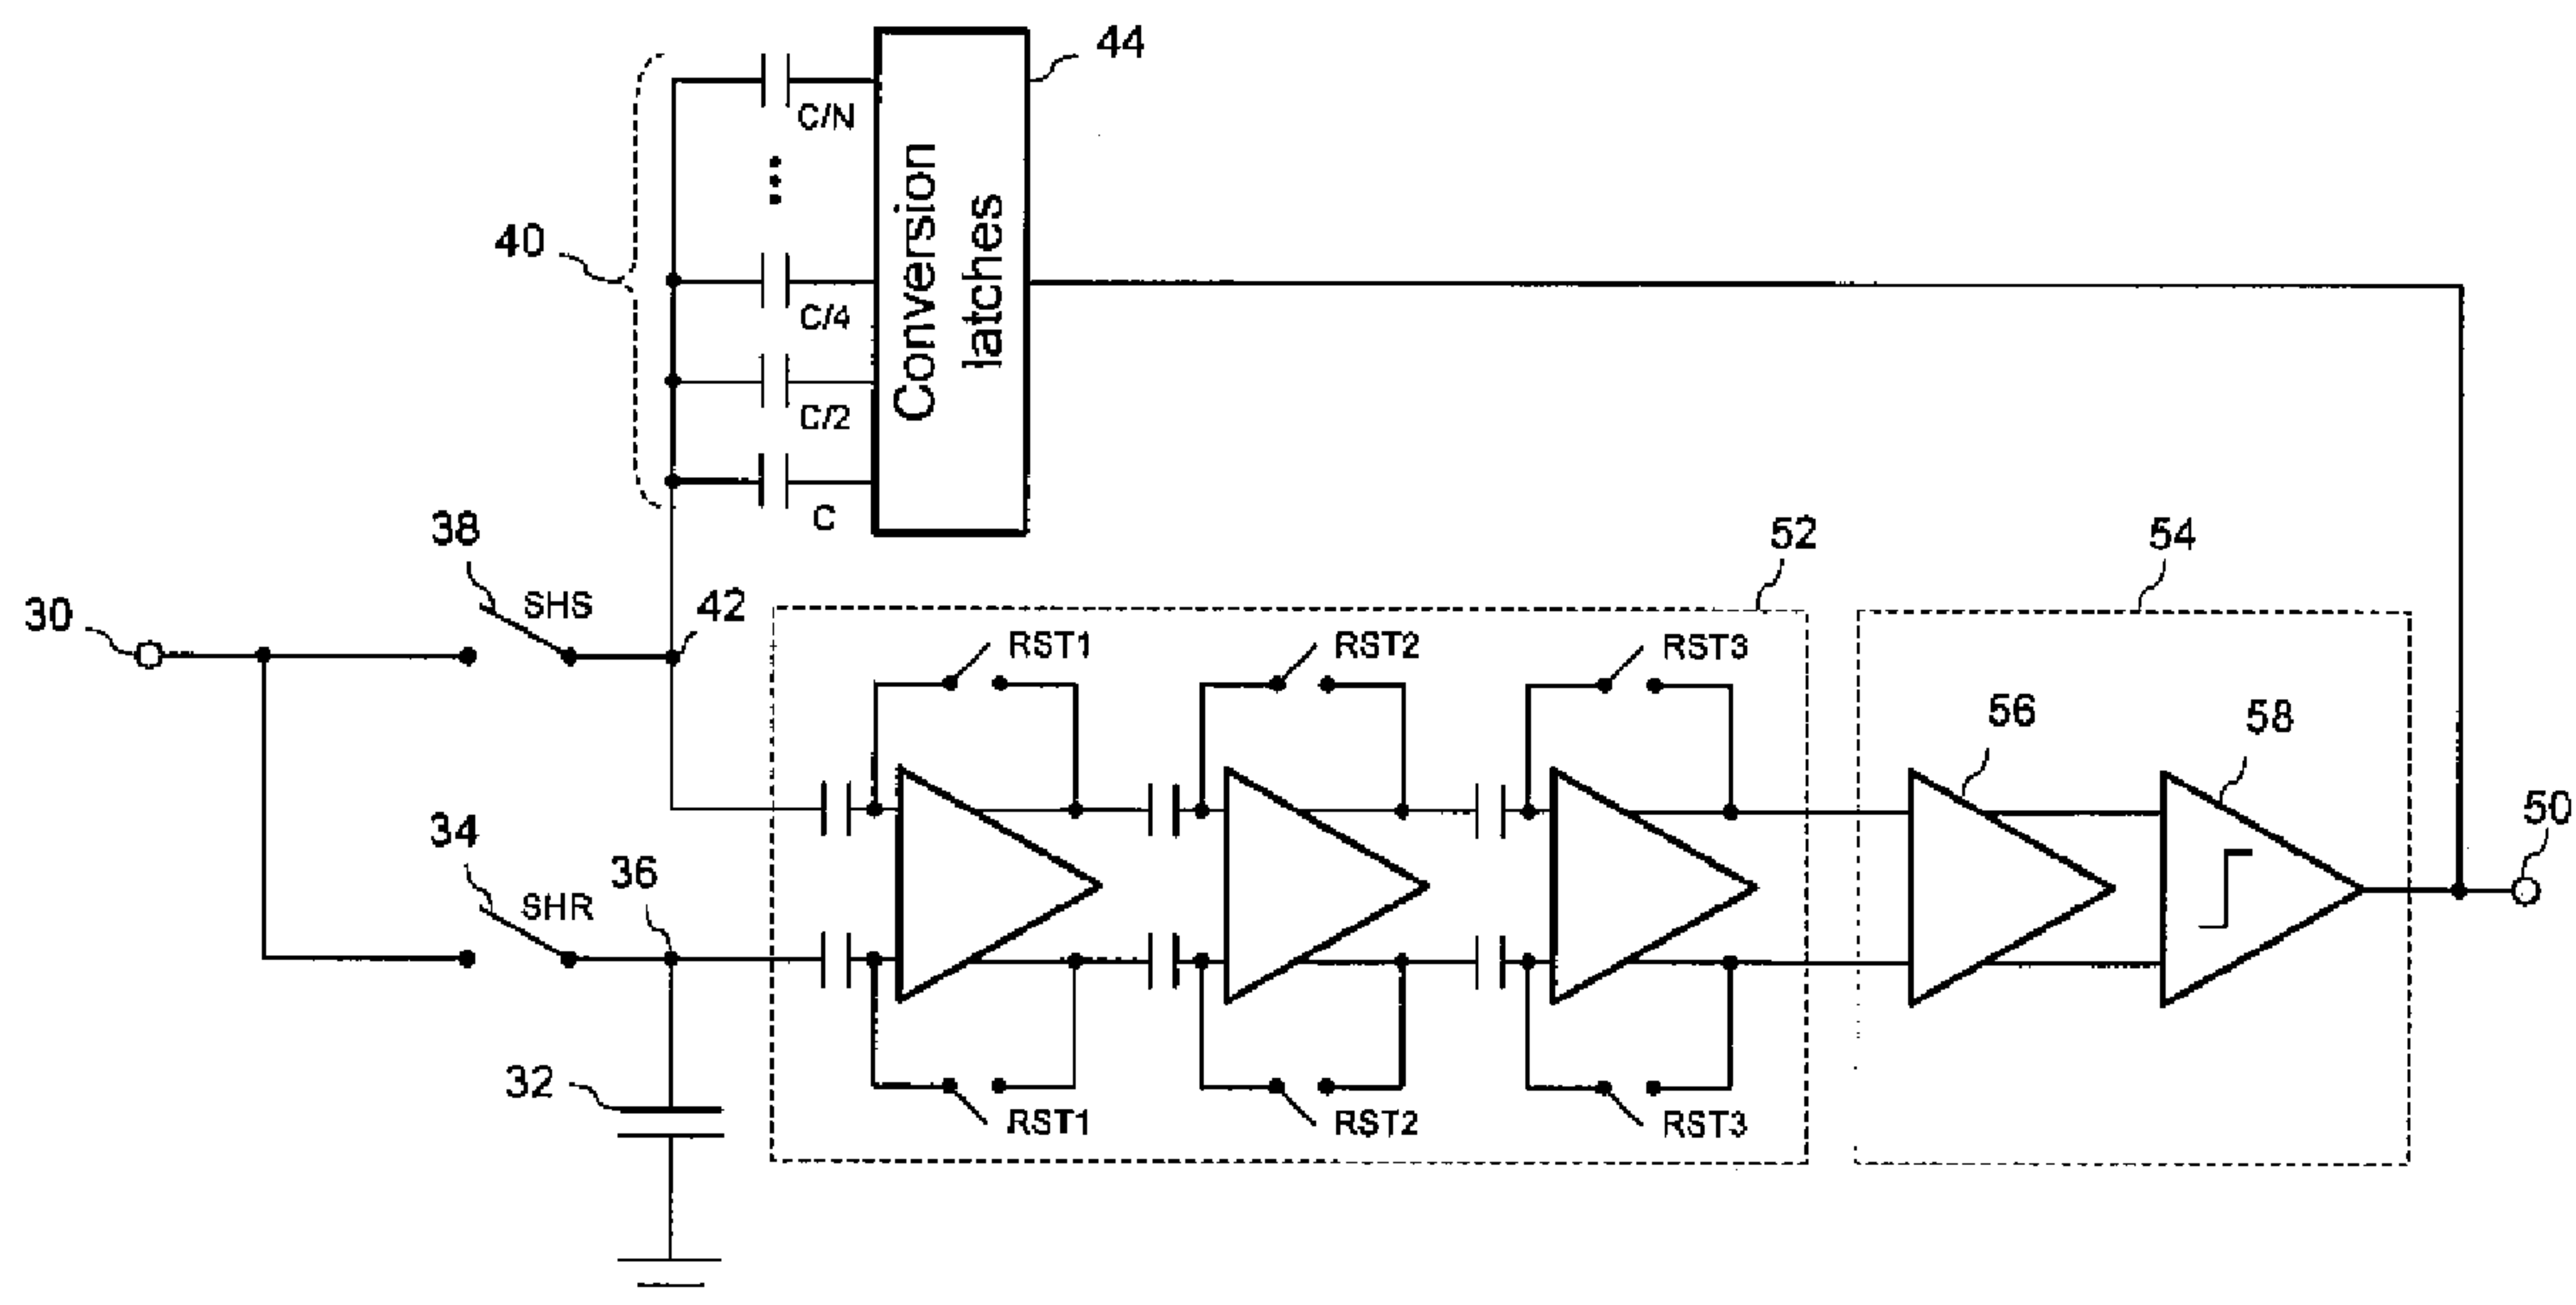 44
C/N
40
C/4
C/2
C
Conversion
latches
38
SHS
42
30
52
54
RST1
RST2
RST3
56
58
50
34
SHR
36
32
RST1
RST2
RST3